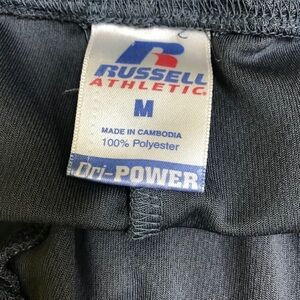 RUSSELL
ATHLETIC
M
MADE IN CAMBODIA
100% Polyester
Dri-POWER